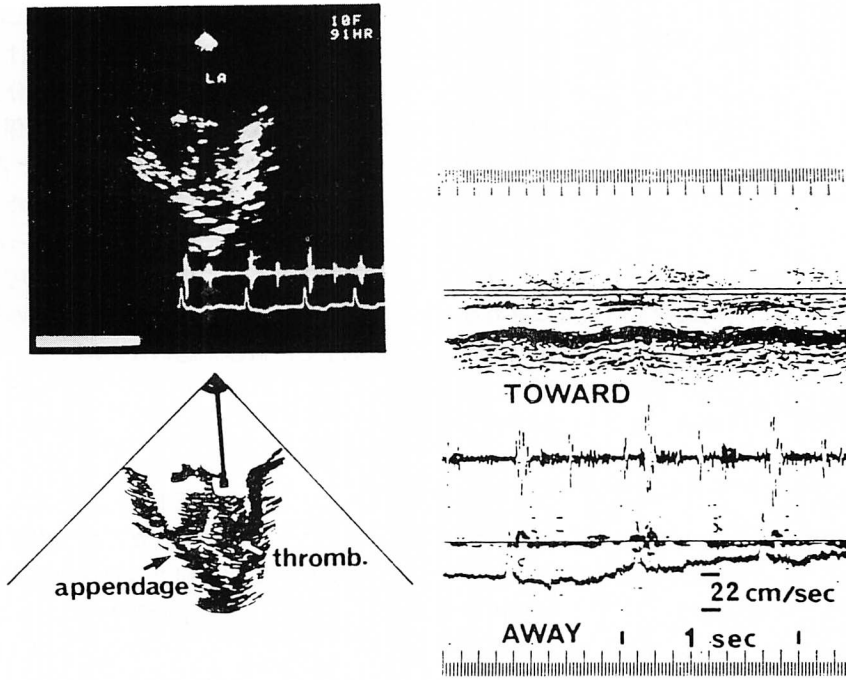 10F
91HR
LA
thromb.
appendage
TOWARD
22 cm/sec
AWAY 1 sec